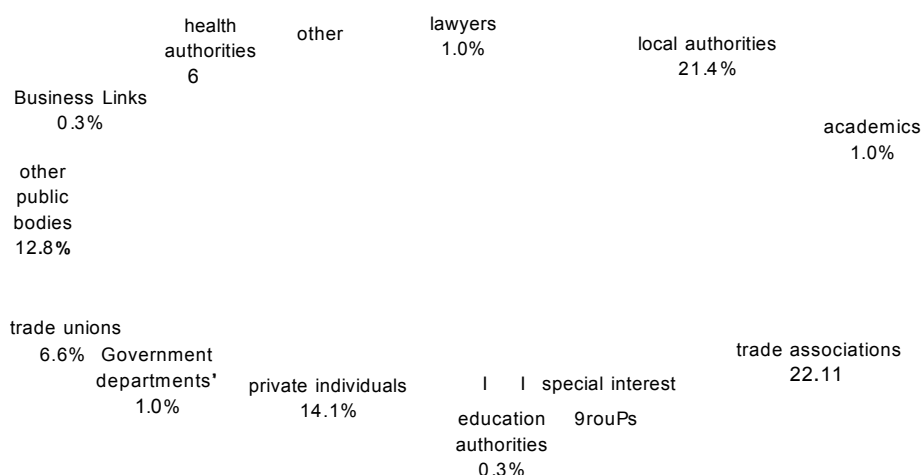 health
authorities
6
other
lawyers
1.0%
local authorities
21.4%
Business Links
0.3%
academics
1.0%
other
public
bodies
12.8%
trade unions
6.6%
Government
departments'
1.0%
private individuals
14.1%
I I special interest
9rouPs
education
authorities
0.3%
trade associations
22.11